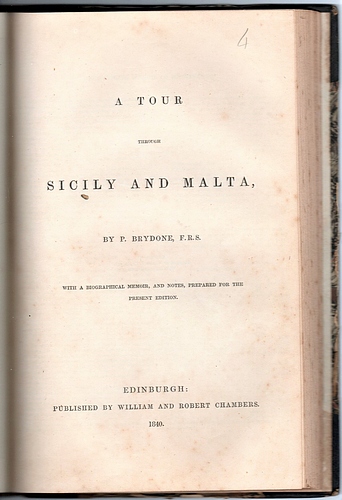 4
A TOUR
THROUGH
SICILY AND MALTA,
BY P. BRYDONE, F.R.S.
WITH A BIOGRAPHICAL MEMOIR, AND NOTES, PREPARED FOR THE
PRESENT EDITION.
EDINBURGH:
PUBLISHED BY WILLIAM AND ROBERT CHAMBERS.
1840.